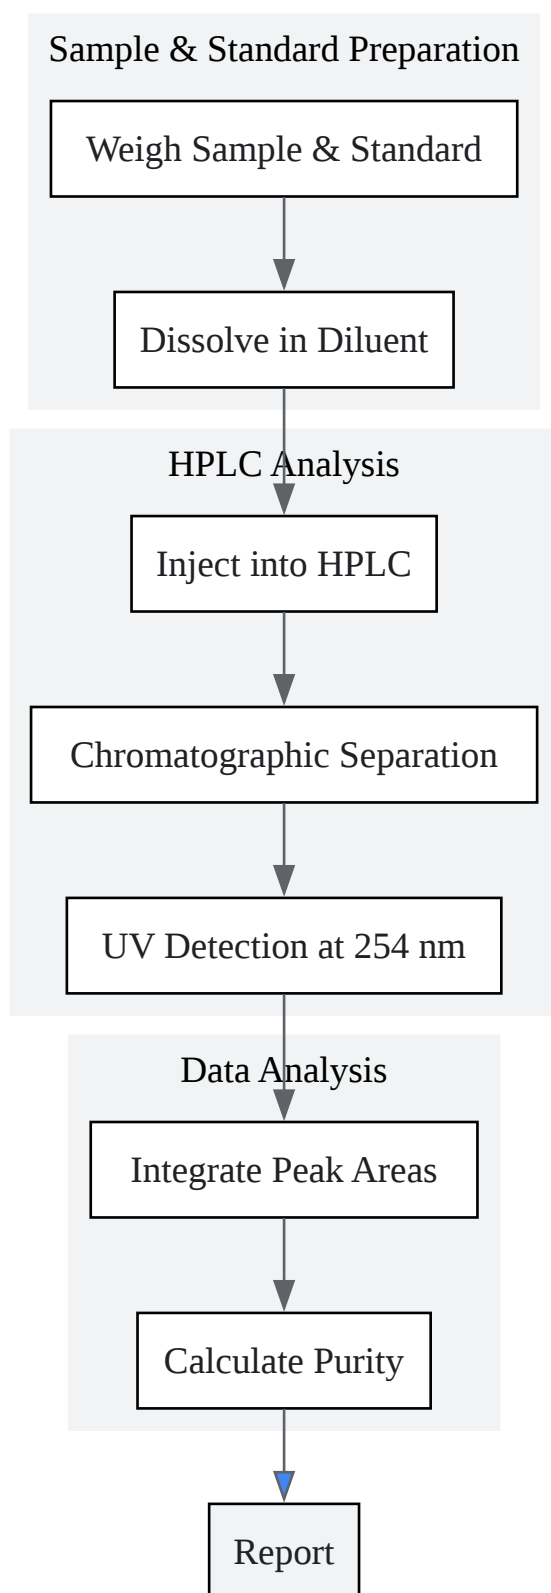 Sample & Standard Preparation
Weigh Sample & Standard
Dissolve in Diluent
HPLC Analysis
Inject into HPLC
Chromatographic Separation
UV Detection at 254 nm
Data Analysis
Integrate Peak Areas
Calculate Purity
Report